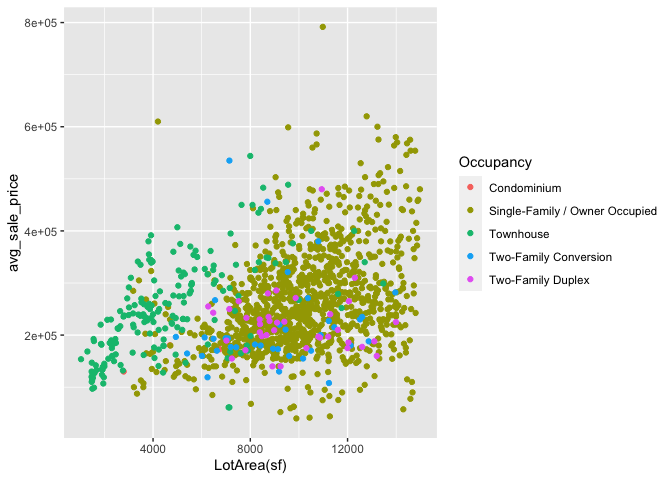 8e+05
6e+05
4e+05
2e+05
avg_sale_price
4000 8000 12000
LotArea(sf)
Occupancy
Condominium
Single-Family / Owner Occupied
Townhouse
Two-Family Conversion
Two-Family Duplex